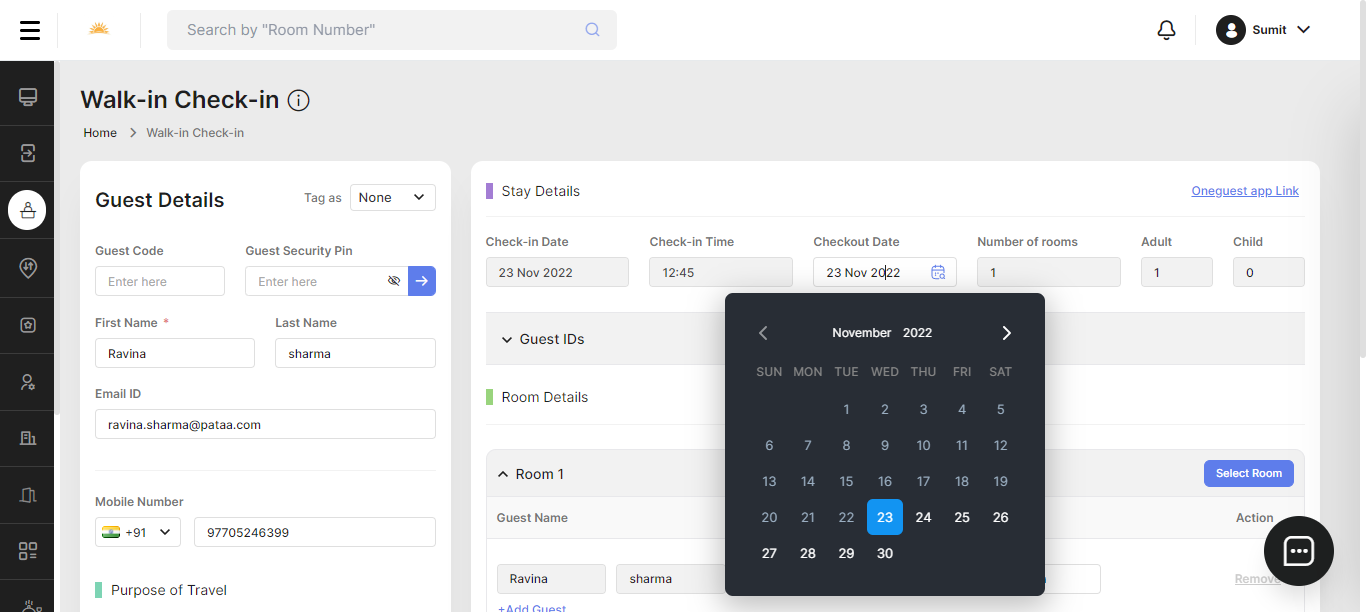 Search by "Room Number"
Sumit
Walk-in Check-in
Home > Walk-in Check-in
Guest Details
Tag as None
Guest Code Guest Security Pin
Enter here Enter here
First Name * Last Name
Ravina sharma
Email ID
ravina.sharma@pataa.com
Mobile Number
+91 97705246399
Purpose of Travel
Stay Details Oneguest app Link
Check-in Date Check-in Time Checkout Date Number of rooms Adult Child
23 Nov 2022 12:45 23 Nov 2022 1 1 0
Guest IDs
Room Details
Room 1 Select Room
Guest Name Action
Ravina sharma Remove
+Add Guest
November 2022
SUN MON TUE WED THU FRI SAT
1 2 3 4 5
6 7 8 9 10 11 12
13 14 15 16 17 18 19
20 21 22 23 24 25 26
27 28 29 30